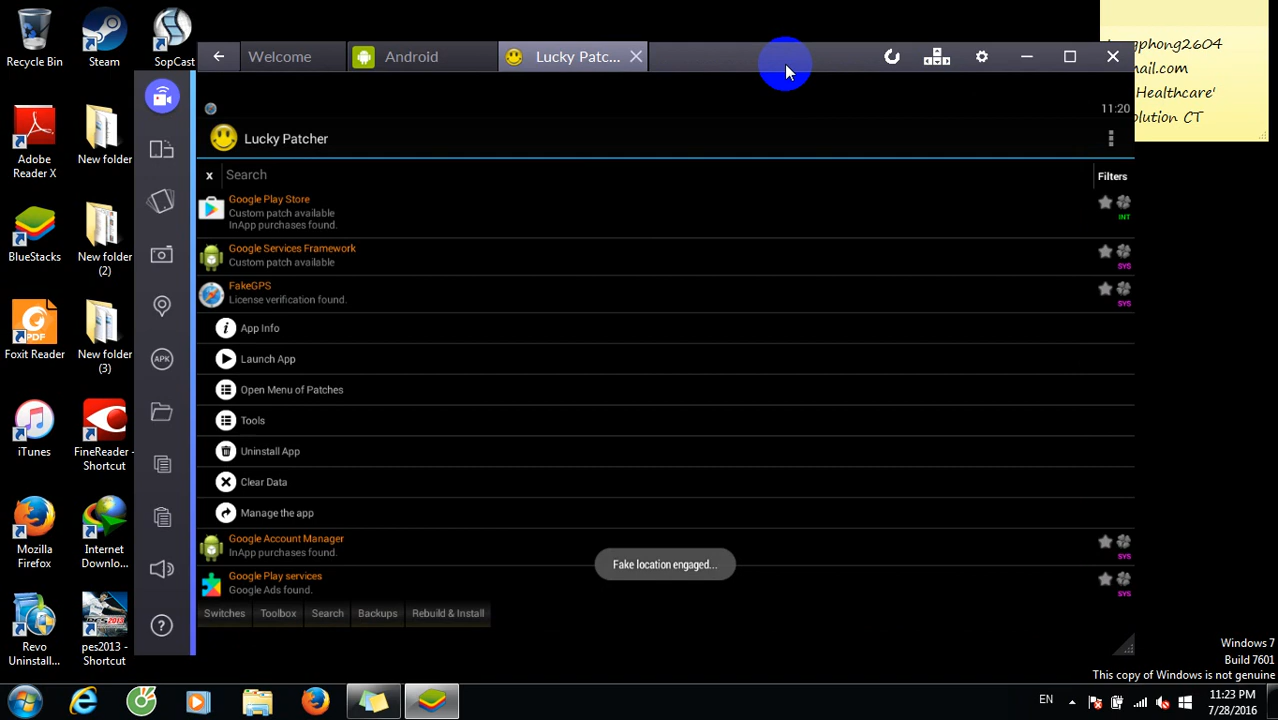 Recycle Bin
Steam
SopCast
Adobe
Reader X
New folder
BlueStacks
New folder
(2)
Foxit Reader
New folder
(3)
iTunes
FineReader -
Shortcut
Mozilla
Firefox
Internet
Downlo...
Revo
Uninstall...
pes2013 -
Shortcut
Welcome
Android
Lucky Patc...
2604
mail.com
Healthcare'
CT
11:20
Lucky Patcher
x
Search
Filters
Google Play Store
Custom patch available
InApp purchases found.
INT
Google Services Framework
Custom patch available
SYS
FakeGPS
License verification found.
SYS
App Info
Launch App
Open Menu of Patches
Tools
Uninstall App
Clear Data
Manage the app
Google Account Manager
InApp purchases found.
SYS
Fake location engaged...
Google Play services
Google Ads found.
SYS
Switches
Toolbox
Search
Backups
Rebuild & Install
APK
PDF
Windows 7
Build 7601
This copy of Windows is not genuine
EN
11:23 PM
7/28/2016